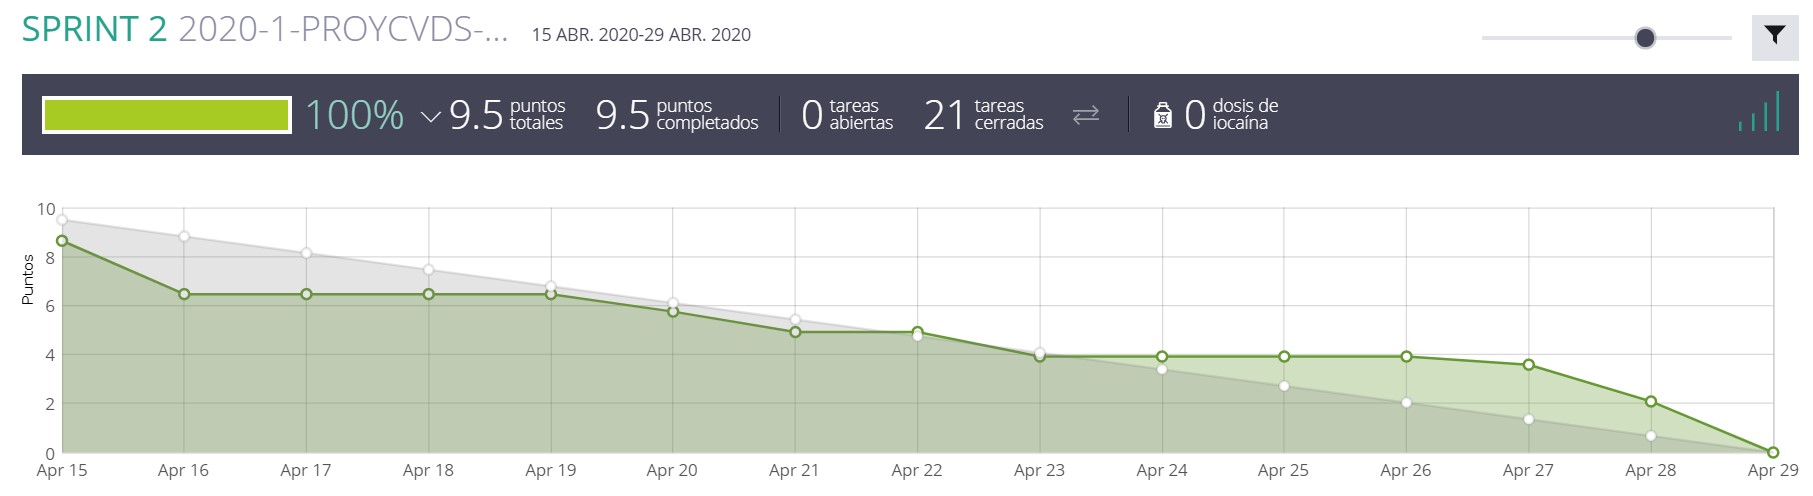 SPRINT 2 2020-1-PROYCVDS-... 15 ABR. 2020-29 ABR. 2020
100% 9.5 puntos totales 9.5 puntos completados 0 tareas abiertas 21 tareas cerradas 0 dosis de iocaína
Puntos
10
8
6
4
2
0
Apr 15 Apr 16 Apr 17 Apr 18 Apr 19 Apr 20 Apr 21 Apr 22 Apr 23 Apr 24 Apr 25 Apr 26 Apr 27 Apr 28 Apr 29